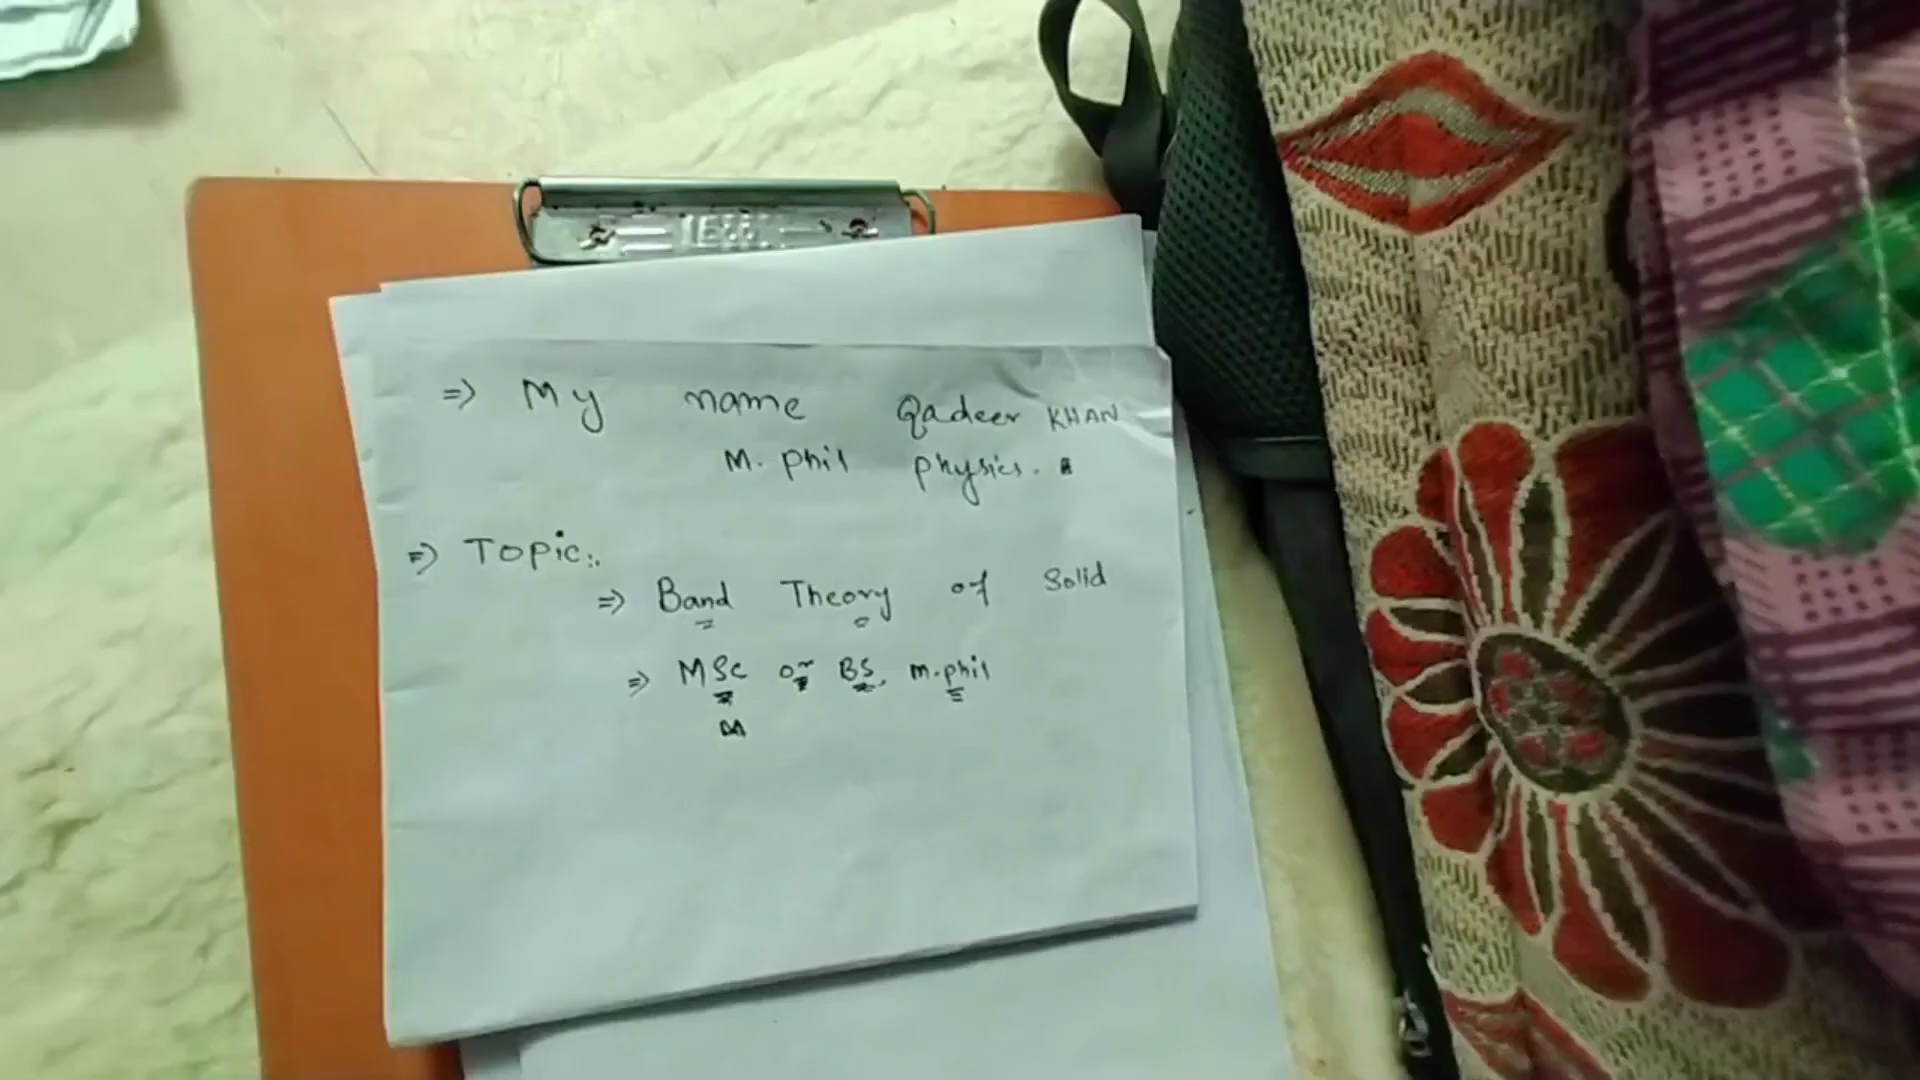 => My name Qadeer KHAN
M. phil physics.
=> Topic:.
=> Band Theory of Solid
=> MSc or BS, m.phil